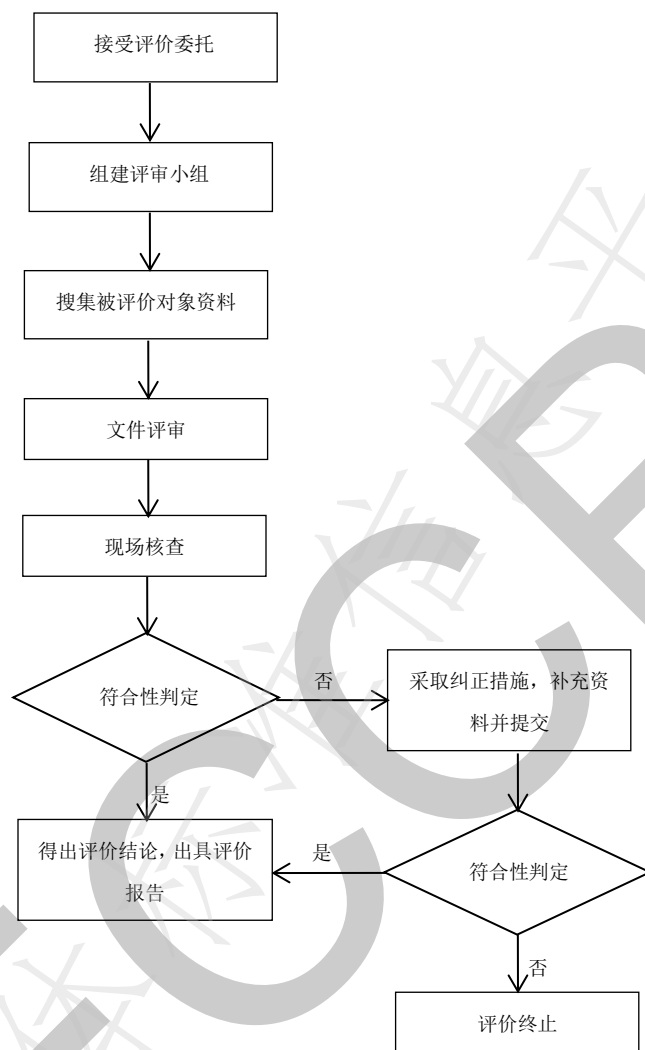 接受评价委托
组建评审小组
搜集被评价对象资料
文件评审
现场核查
符合性判定
否
采取纠正措施，补充资
料并提交
是
得出评价结论，出具评价
报告
是
符合性判定
否
评价终止